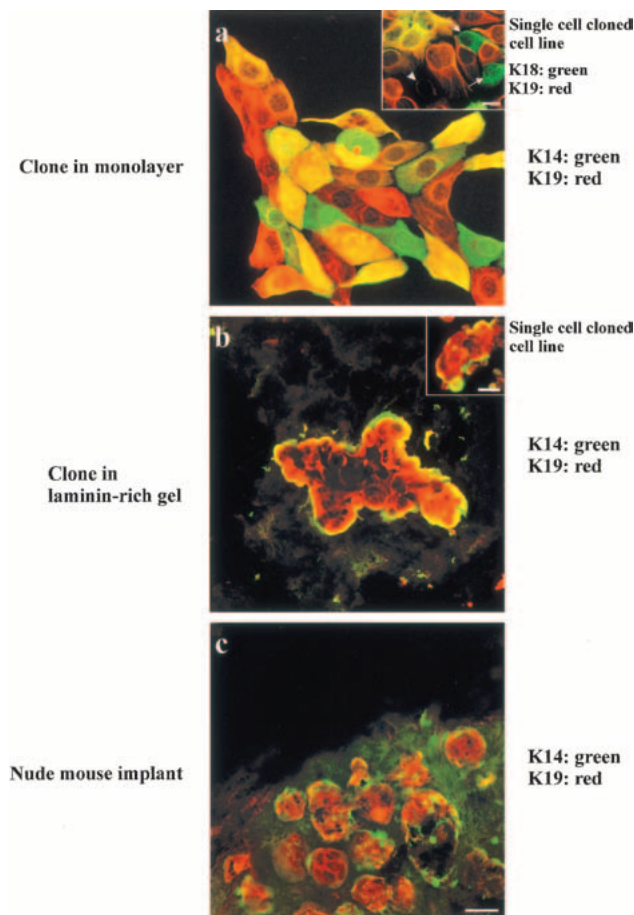 a
Single cell cloned
cell line
K18: green
K19: red
Clone in monolayer
K14: green
K19: red
b
Single cell cloned
cell line
Clone in
laminin-rich gel
K14: green
K19: red
c
Nude mouse implant
K14: green
K19: red